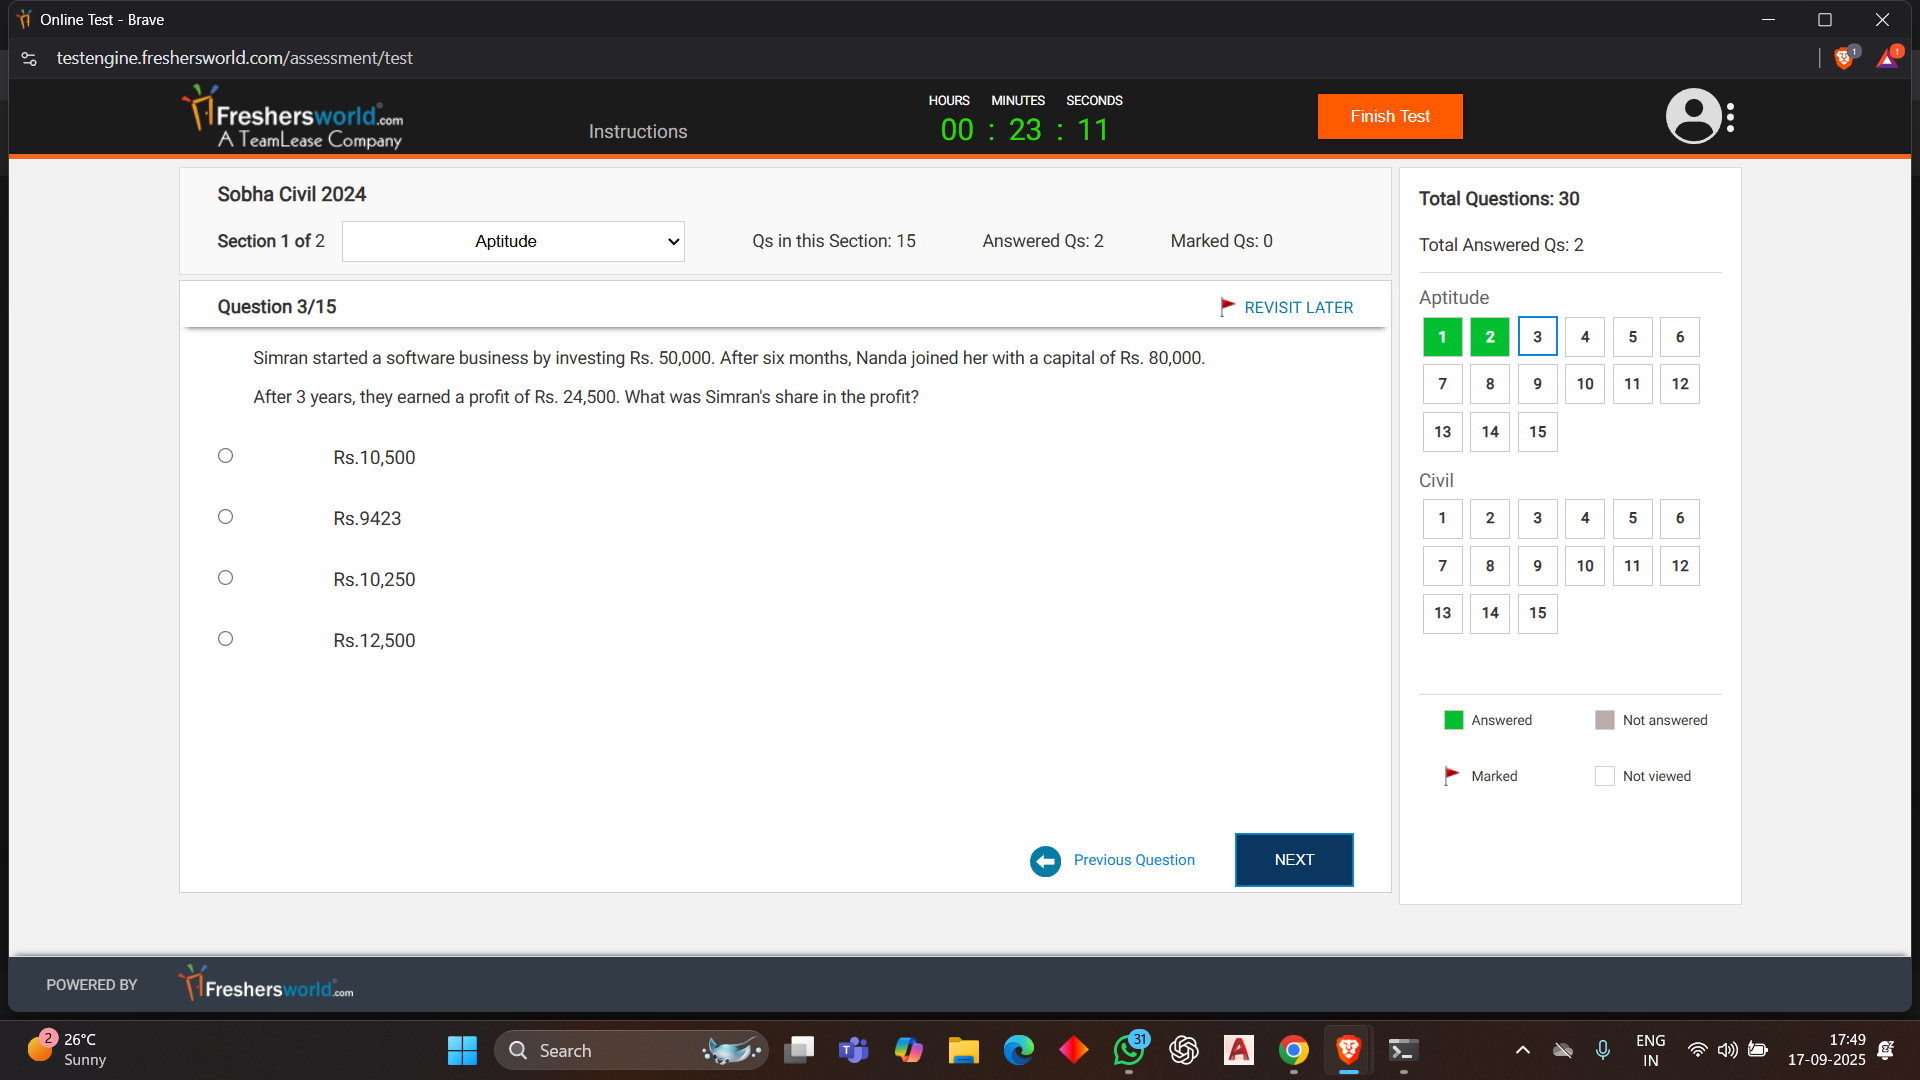 Online Test - Brave
testengine.freshersworld.com/assessment/test
1
1
Freshersworld.com
A TeamLease Company
Instructions
HOURS MINUTES SECONDS
00 : 23 : 11
Finish Test
Sobha Civil 2024
Section 1 of 2 Aptitude Qs in this Section: 15 Answered Qs: 2 Marked Qs: 0
Question 3/15
REVISIT LATER
Simran started a software business by investing Rs. 50,000. After six months, Nanda joined her with a capital of Rs. 80,000.
After 3 years, they earned a profit of Rs. 24,500. What was Simran's share in the profit?
Rs.10,500
Rs.9423
Rs.10,250
Rs.12,500
Previous Question
NEXT
Total Questions: 30
Total Answered Qs: 2
Aptitude
1 2 3 4 5 6
7 8 9 10 11 12
13 14 15
Civil
1 2 3 4 5 6
7 8 9 10 11 12
13 14 15
Answered Not answered
Marked Not viewed
POWERED BY Freshersworld.com
2
26°C
Sunny
Search
31
ENG
IN
17:49
17-09-2025